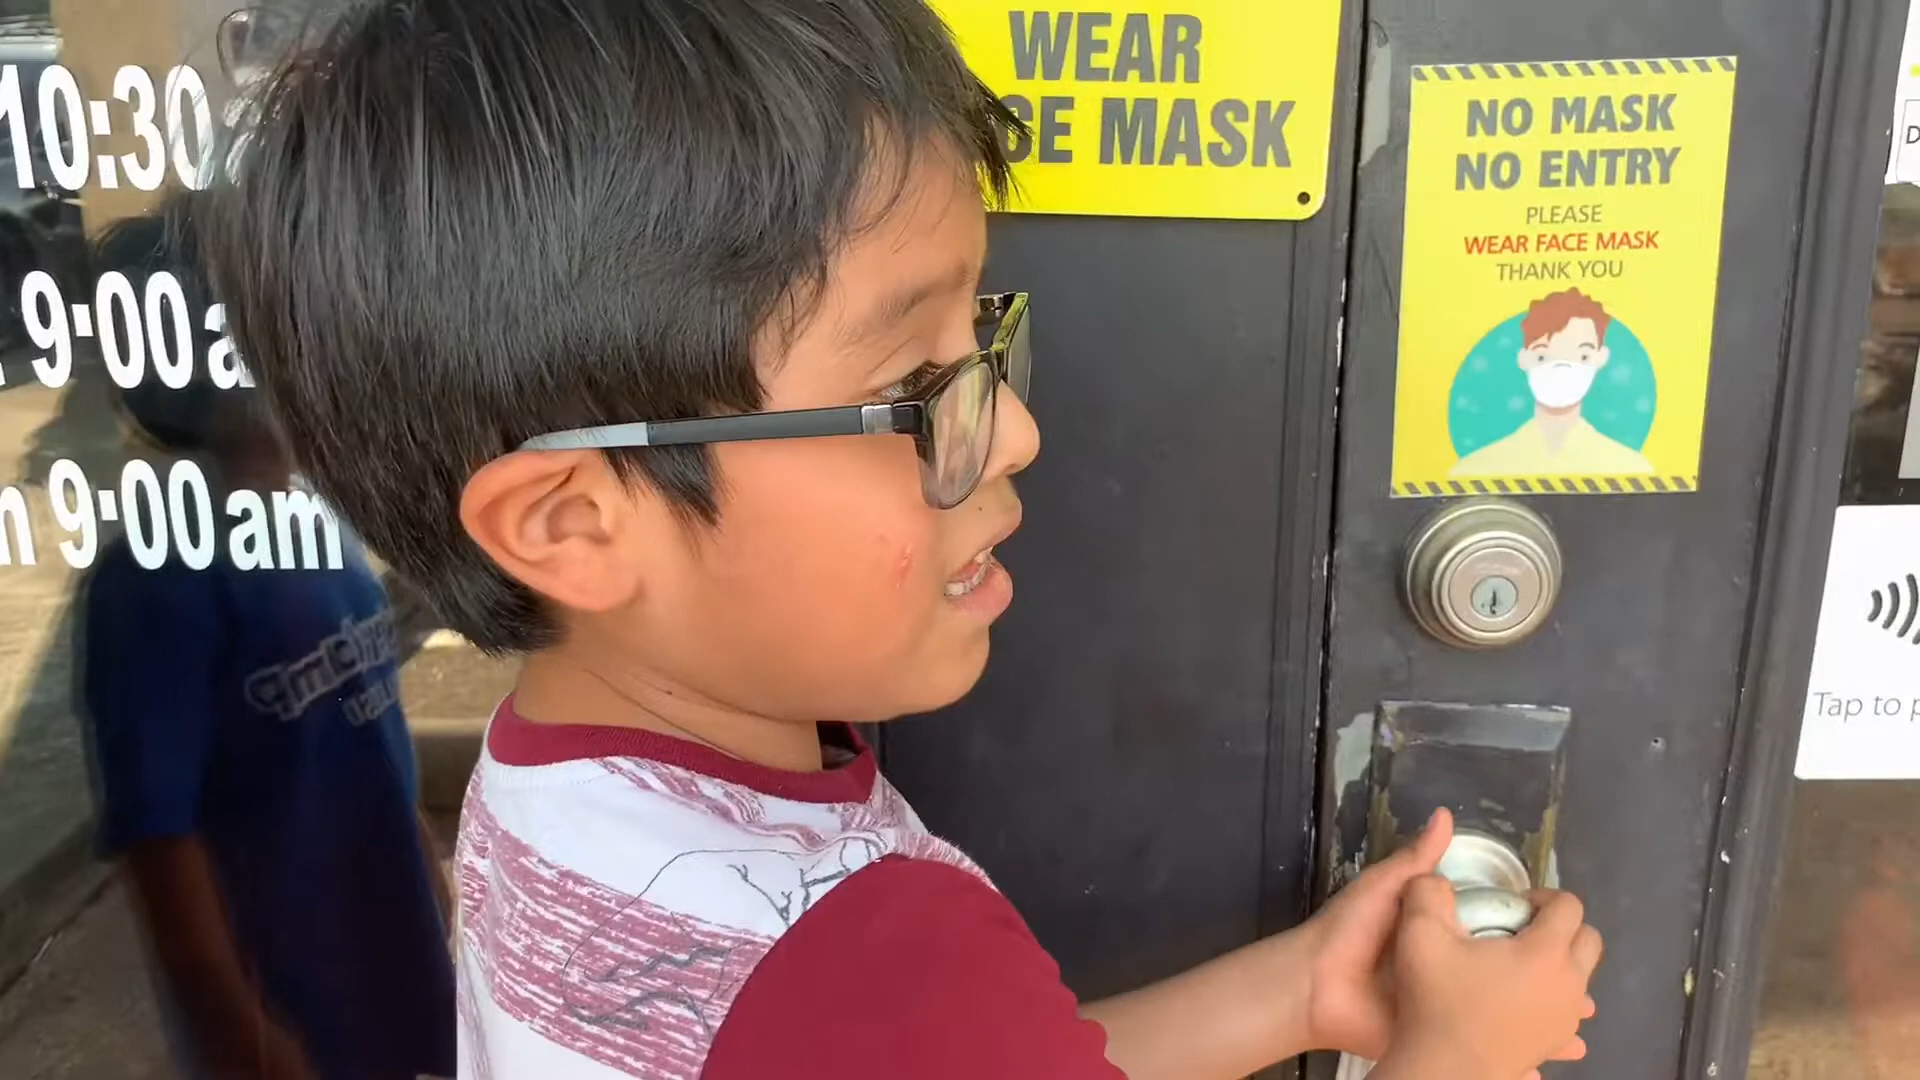 10:30
9:00 a
9:00 am
WEAR
CE MASK
NO MASK
NO ENTRY
PLEASE
WEAR FACE MASK
THANK YOU
Tap to p